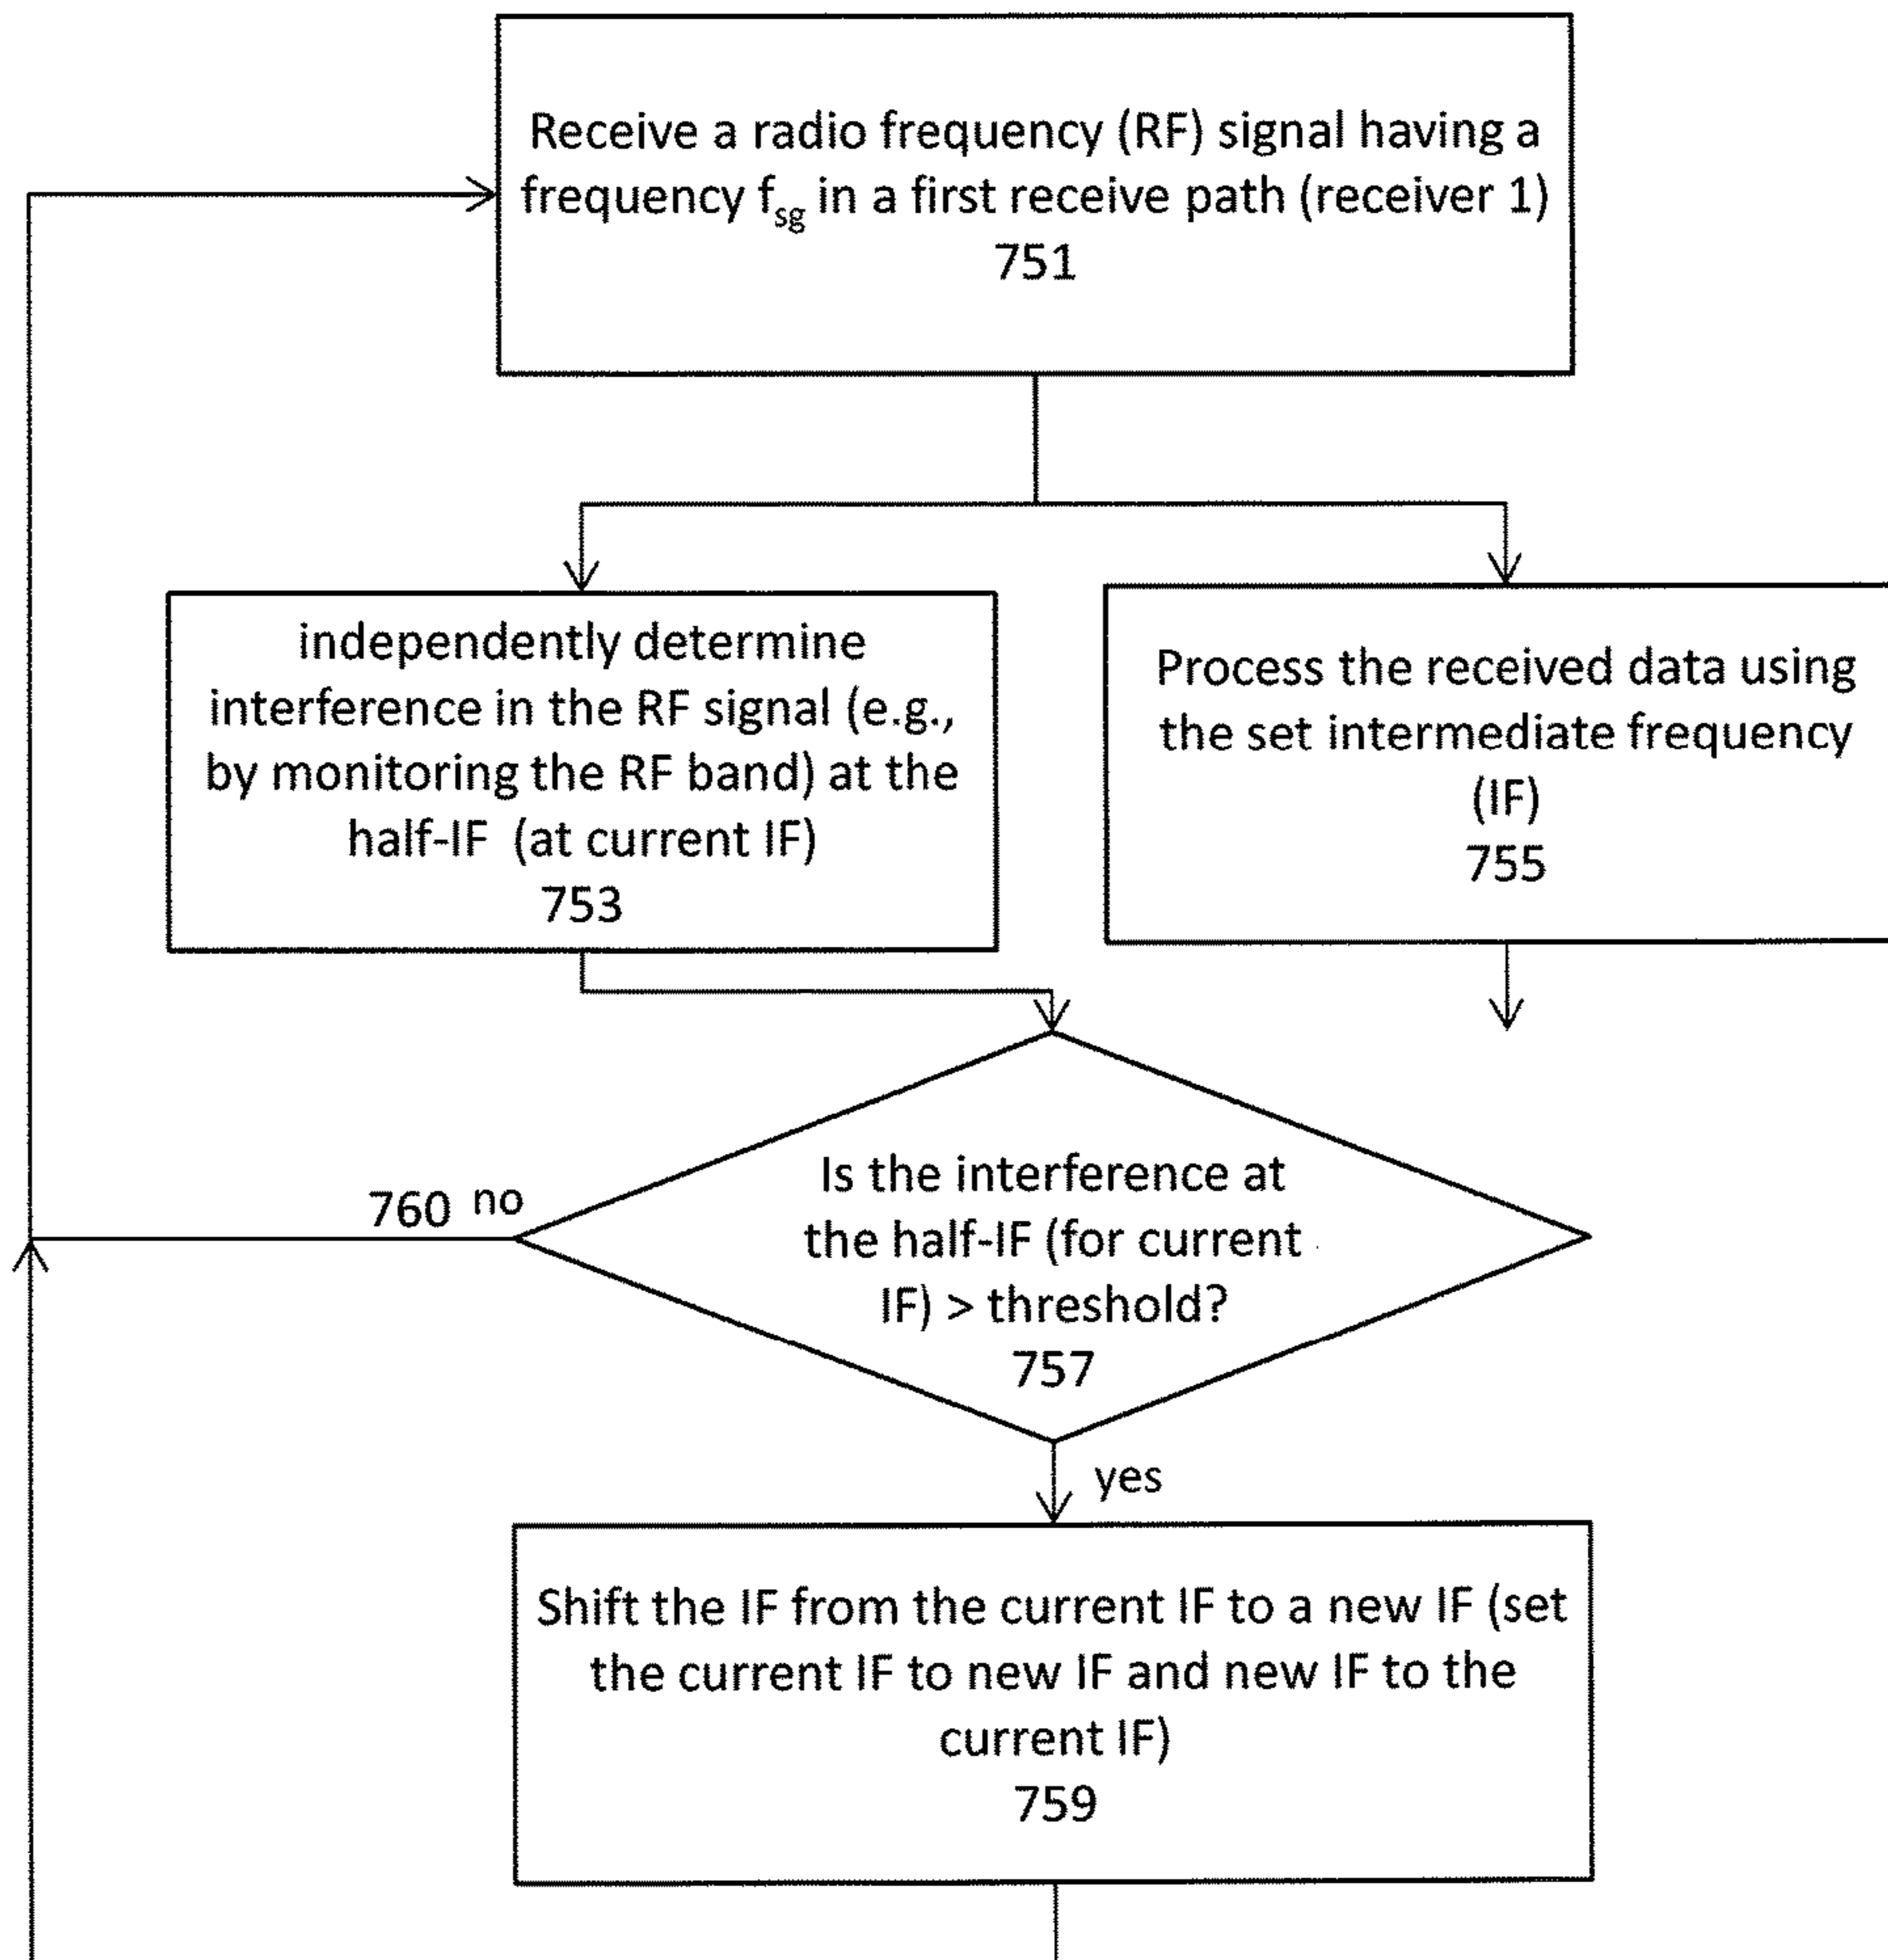 Receive a radio frequency (RF) signal having a
frequency fsg in a first receive path (receiver 1)
751
independently determine
interference in the RF signal (e.g.,
by monitoring the RF band) at the
half-IF (at current IF)
753
Process the received data using
the set intermediate frequency
(IF)
755
Is the interference at
the half-IF (for current
IF) > threshold?
757
760 no
yes
Shift the IF from the current IF to a new IF (set
the current IF to new IF and new IF to the
current IF)
759